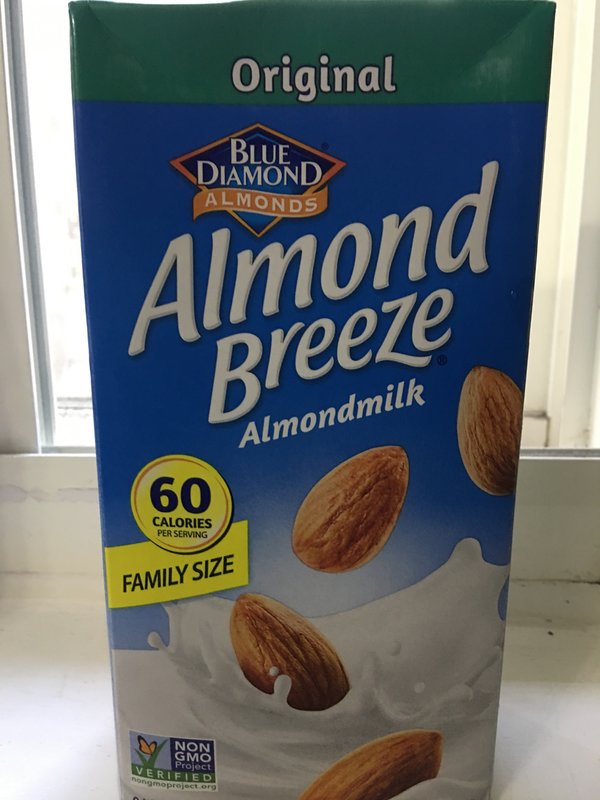 Original
BLUE
DIAMOND
ALMONDS
Almond
Breeze
Almondmilk
60
CALORIES
PER SERVING
FAMILY SIZE
NON
GMO
Project
VERIFIED
nongmoproject.org